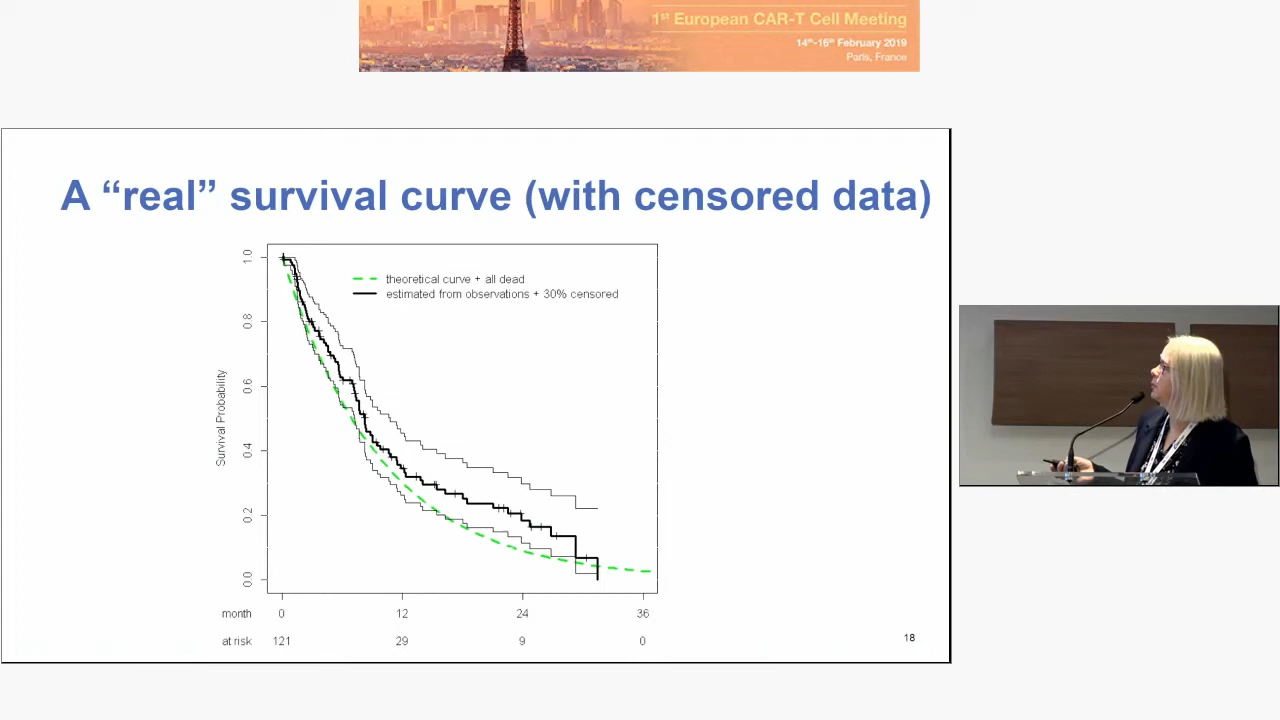 1st European CAR-T Cell Meeting
14th-16th February 2019
Paris, France
A “real” survival curve (with censored data)
theoretical curve + all dead
estimated from observations + 30% censored
Survival Probability
1.0
0.8
0.6
0.4
0.2
0.0
month 0 12 24 36
at risk 121 29 9 0
18